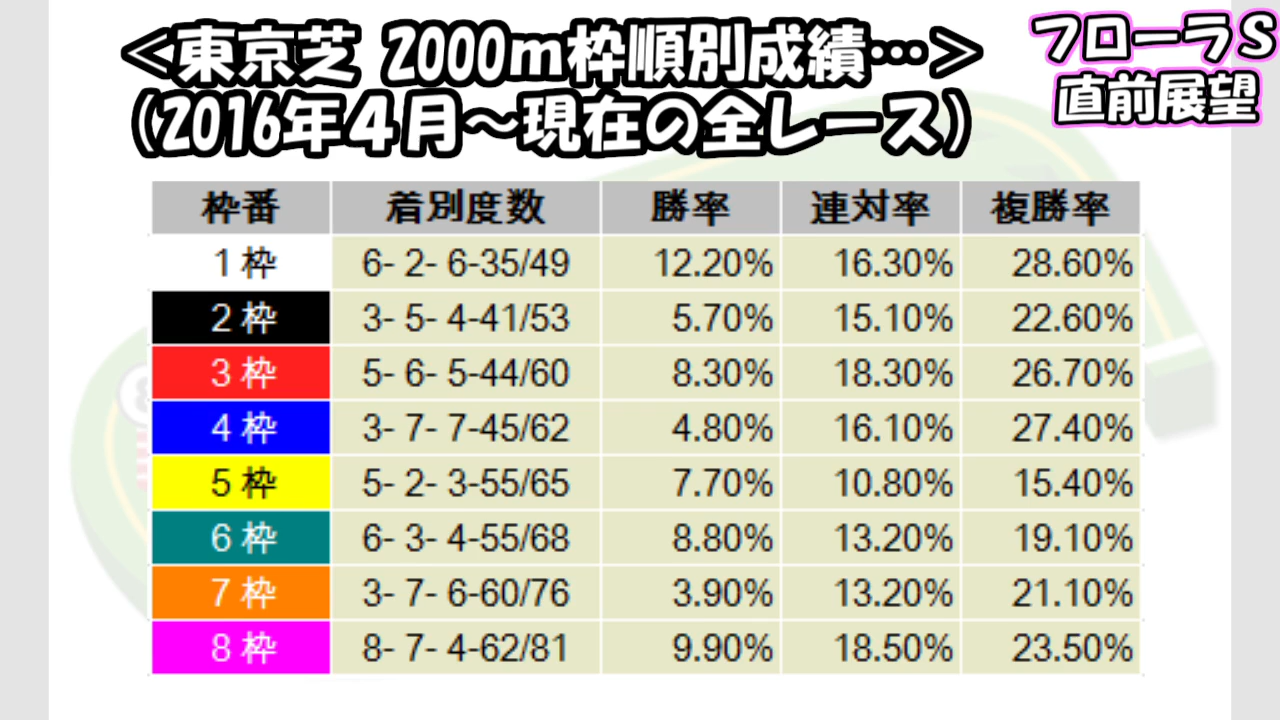 ＜東京芝 2000m枠順別成績…＞
(2016年４月～現在の全レース)
フローラＳ
直前展望
枠番 着別度数 勝率 連対率 複勝率
1枠 6- 2- 6-35/49 12.20% 16.30% 28.60%
2枠 3- 5- 4-41/53 5.70% 15.10% 22.60%
3枠 5- 6- 5-44/60 8.30% 18.30% 26.70%
4枠 3- 7- 7-45/62 4.80% 16.10% 27.40%
5枠 5- 2- 3-55/65 7.70% 10.80% 15.40%
6枠 6- 3- 4-55/68 8.80% 13.20% 19.10%
7枠 3- 7- 6-60/76 3.90% 13.20% 21.10%
8枠 8- 7- 4-62/81 9.90% 18.50% 23.50%